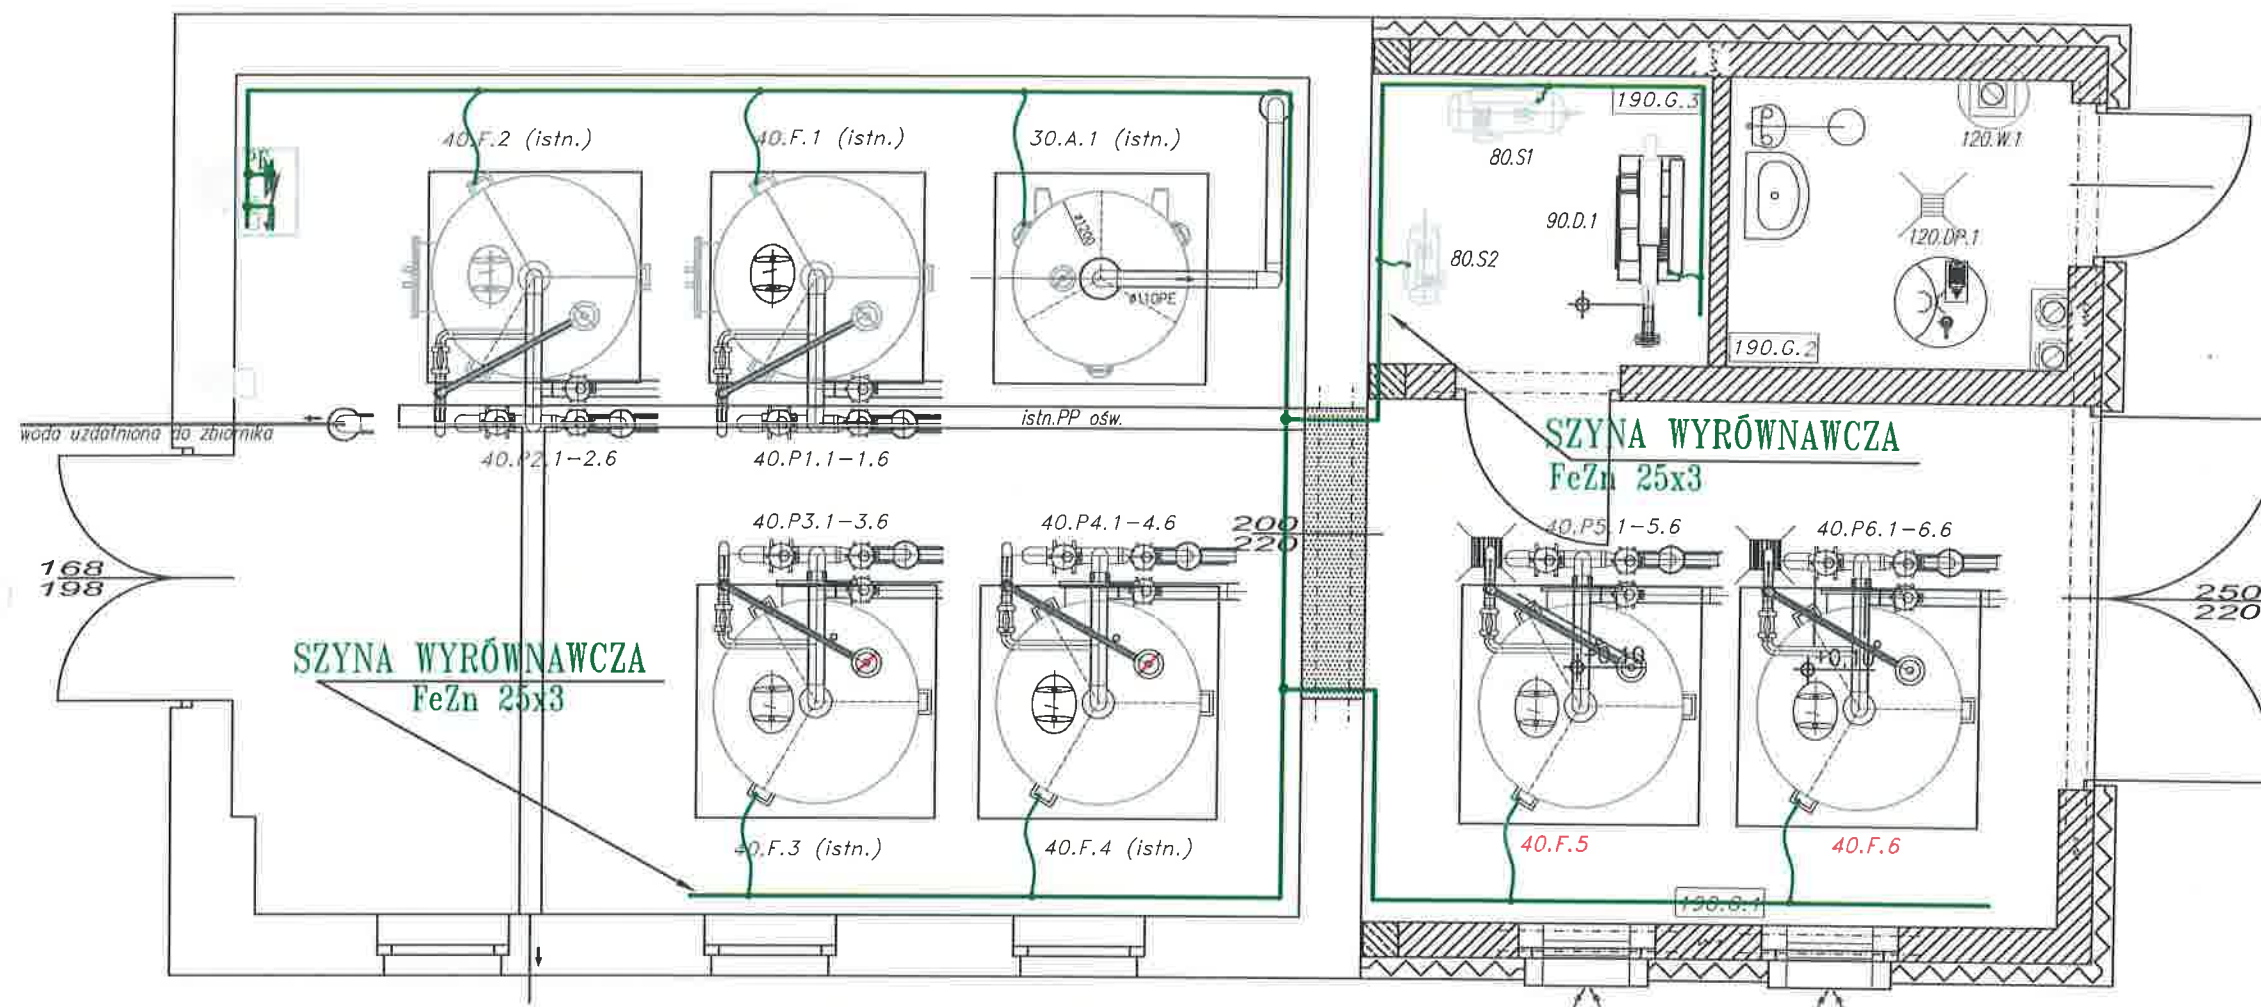 40.F.2 (istn.)
40.F.1 (istn.)
30.A.1 (istn.)
190.G.3
80.S1
120.W.1
ø1200
90.D.1
120.DP.1
80.S2
ø110PE
190.G.2
istn.PP ośw.
woda uzdatniona do zbiornika
40.P2.1-2.6
40.P1.1-1.6
SZYNA WYRÓWNAWCZA
FeZn 25x3
40.P3.1-3.6
40.P4.1-4.6
200
220
40.P5.1-5.6
40.P6.1-6.6
168
198
250
220
SZYNA WYRÓWNAWCZA
FeZn 25x3
40.F.3 (istn.)
40.F.4 (istn.)
40.F.5
40.F.6
190.G.1